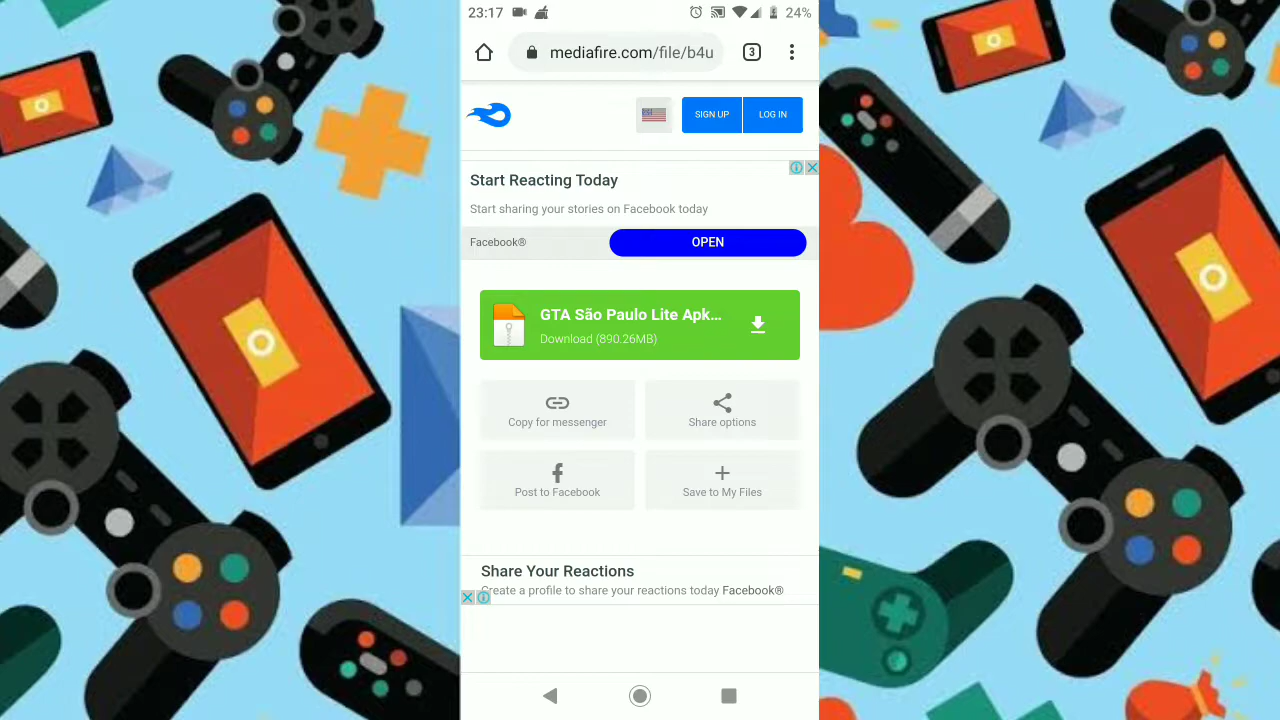 23:17
24%
mediafire.com/file/b4u
3
SIGN UP
LOG IN
Start Reacting Today
Start sharing your stories on Facebook today
Facebook®
OPEN
GTA São Paulo Lite Apk...
Download (890.26MB)
Copy for messenger
Share options
Post to Facebook
Save to My Files
Share Your Reactions
Create a profile to share your reactions today Facebook®